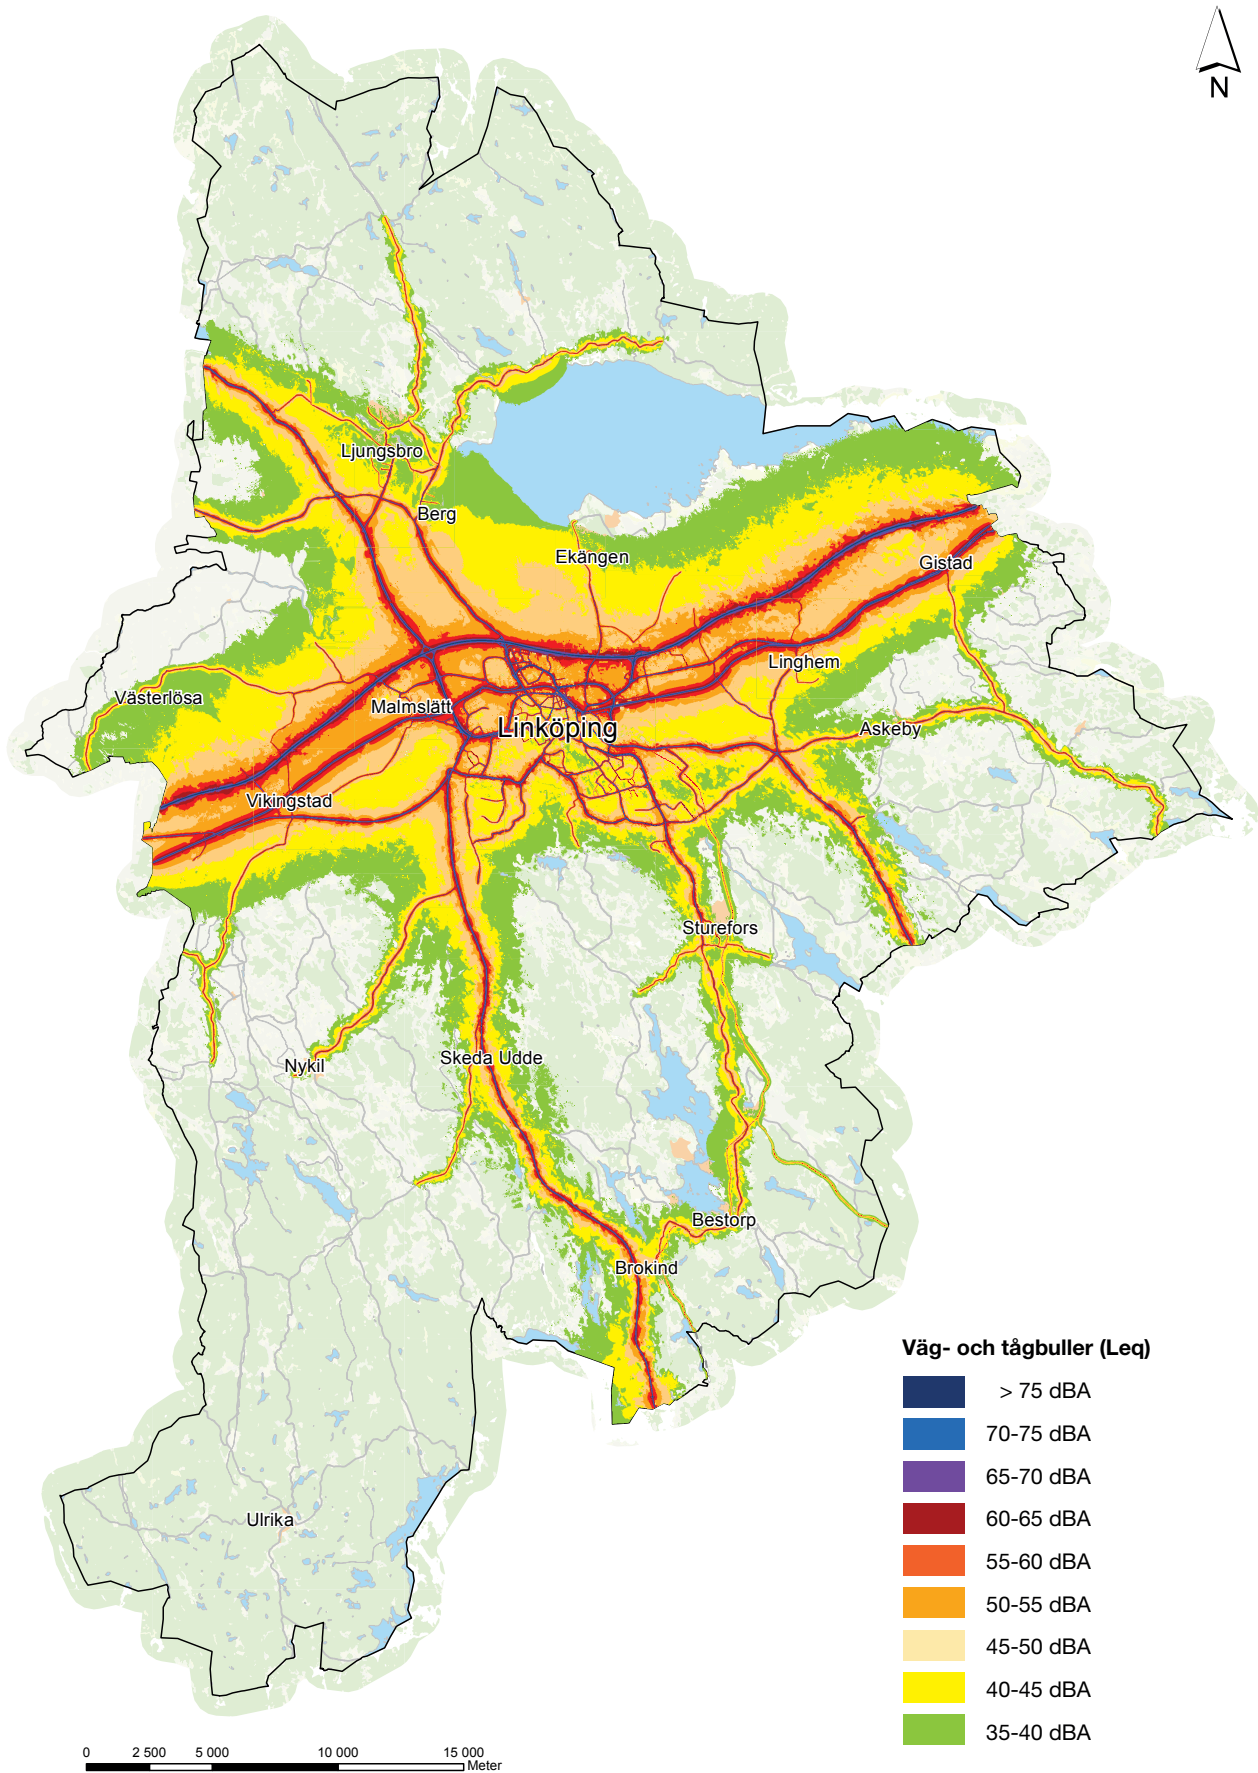 N
Ljungsbro
Berg
Ekängen
Gistad
Linghem
Västerlösa
Malmslätt
Linköping
Askeby
Vikingstad
Sturefors
Nykil
Skeda Udde
Bestorp
Brokind
Ulrika
Väg- och tågbuller (Leq)
> 75 dBA
70-75 dBA
65-70 dBA
60-65 dBA
55-60 dBA
50-55 dBA
45-50 dBA
40-45 dBA
35-40 dBA
0 2 500 5 000 10 000 15 000
Meter